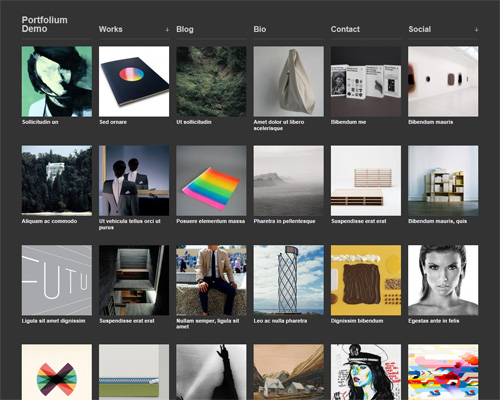 Portfolium
Demo
Works ↓
Blog
Bio
Contact
Social ↓
Sollicitudin un
Sed ornare
Ut sollicitudin
Amet dolor ut libero
scelerisque
Bibendum me
Bibendum mauris
Aliquam ac commodo
Ut vehicula tellus orci ut
purus
Posuere elementum massa
Pharetra in pellentesque
Suspendisse erat erat
Bibendum mauris, quis
FUTU
Ligula sit amet dignissim
Suspendisse erat erat
Nullam semper, ligula sit
amet
Leo ac nulla pharetra
Dignissim bibendum
Egestas ante in felis